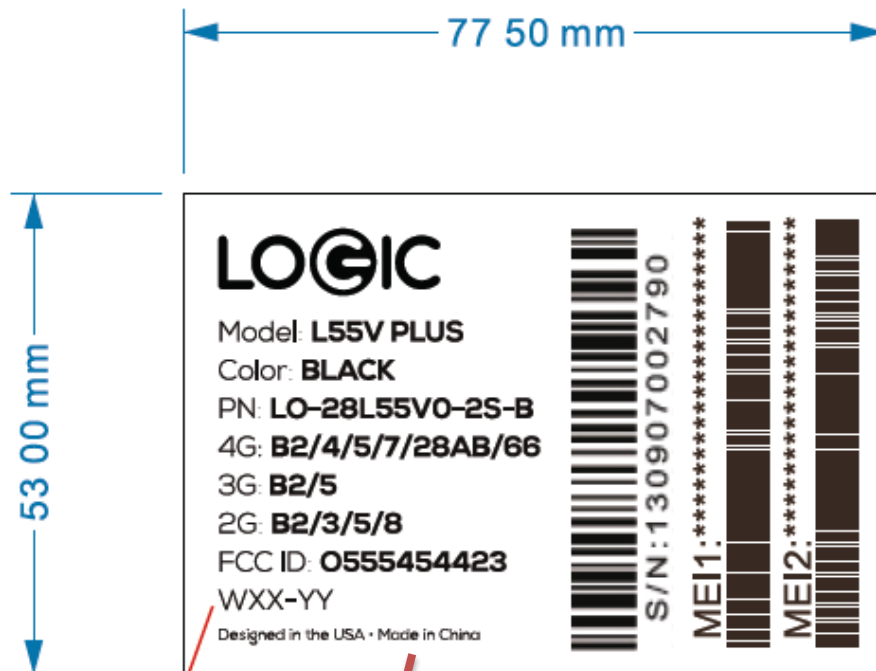 77 50 mm
53 00 mm
LOGIC
Model: L55V PLUS
Color: BLACK
PN: LO-28L55V0-2S-B
4G: B2/4/5/7/28AB/66
3G: B2/5
2G: B2/3/5/8
FCC ID: O555454423
WXX-YY
Designed in the USA • Made in China
S/N:13090700 2790
MEI1:***************
MEI2:***************